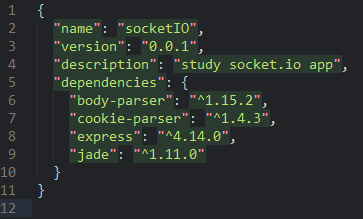 1 {
2   "name": "socketIO",
3   "version": "0.0.1",
4   "description": "study socket.io app",
5   "dependencies": {
6     "body-parser": "^1.15.2",
7     "cookie-parser": "^1.4.3",
8     "express": "^4.14.0",
9     "jade": "^1.11.0"
10   }
11 }
12